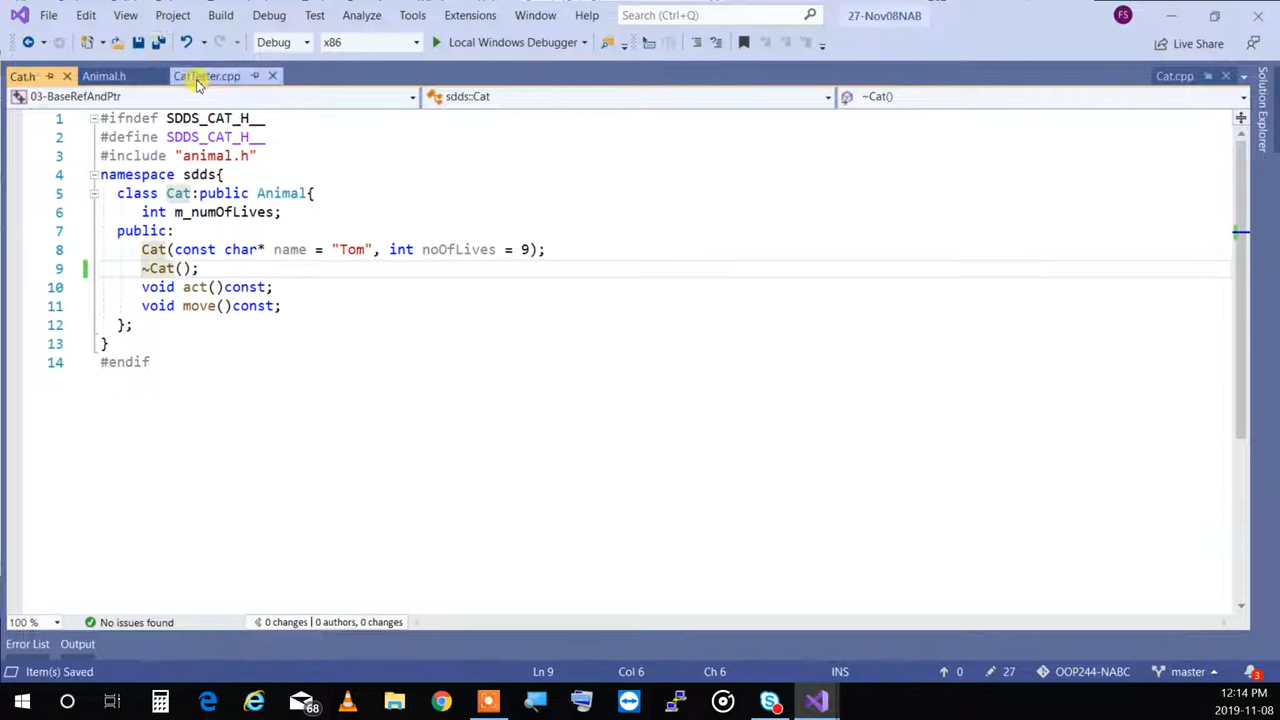 File Edit View Project Build Debug Test Analyze Tools Extensions Window Help Search (Ctrl+Q) 27-Nov08NAB FS
Debug x86 Local Windows Debugger Live Share
Cat.h Animal.h CatTester.cpp Cat.cpp
03-BaseRefAndPtr sdds::Cat ~Cat()
Solution Explorer
1 #ifndef SDDS_CAT_H__
2 #define SDDS_CAT_H__
3 #include "animal.h"
4 namespace sdds{
5 class Cat:public Animal{
6 int m_numOfLives;
7 public:
8 Cat(const char* name = "Tom", int noOfLives = 9);
9 ~Cat();
10 void act()const;
11 void move()const;
12 };
13 }
14 #endif
100 % No issues found 0 changes | 0 authors, 0 changes
Error List Output
Item(s) Saved Ln 9 Col 6 Ch 6 INS 0 27 OOP244-NABC master 3
68
12:14 PM
2019-11-08